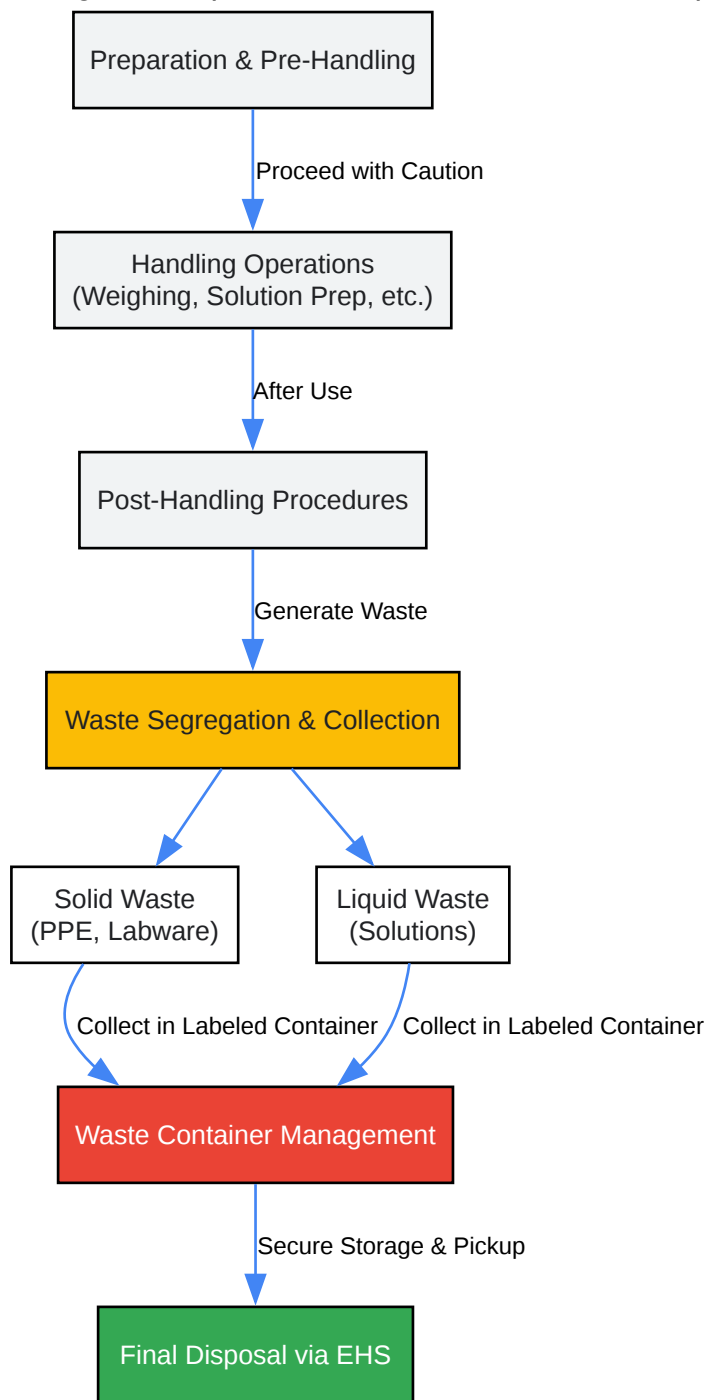 Preparation & Pre-Handling
Proceed with Caution
Handling Operations
(Weighing, Solution Prep, etc.)
After Use
Post-Handling Procedures
Generate Waste
Waste Segregation & Collection
Solid Waste
(PPE, Labware)
Liquid Waste
(Solutions)
Collect in Labeled Container
Collect in Labeled Container
Waste Container Management
Secure Storage & Pickup
Final Disposal via EHS